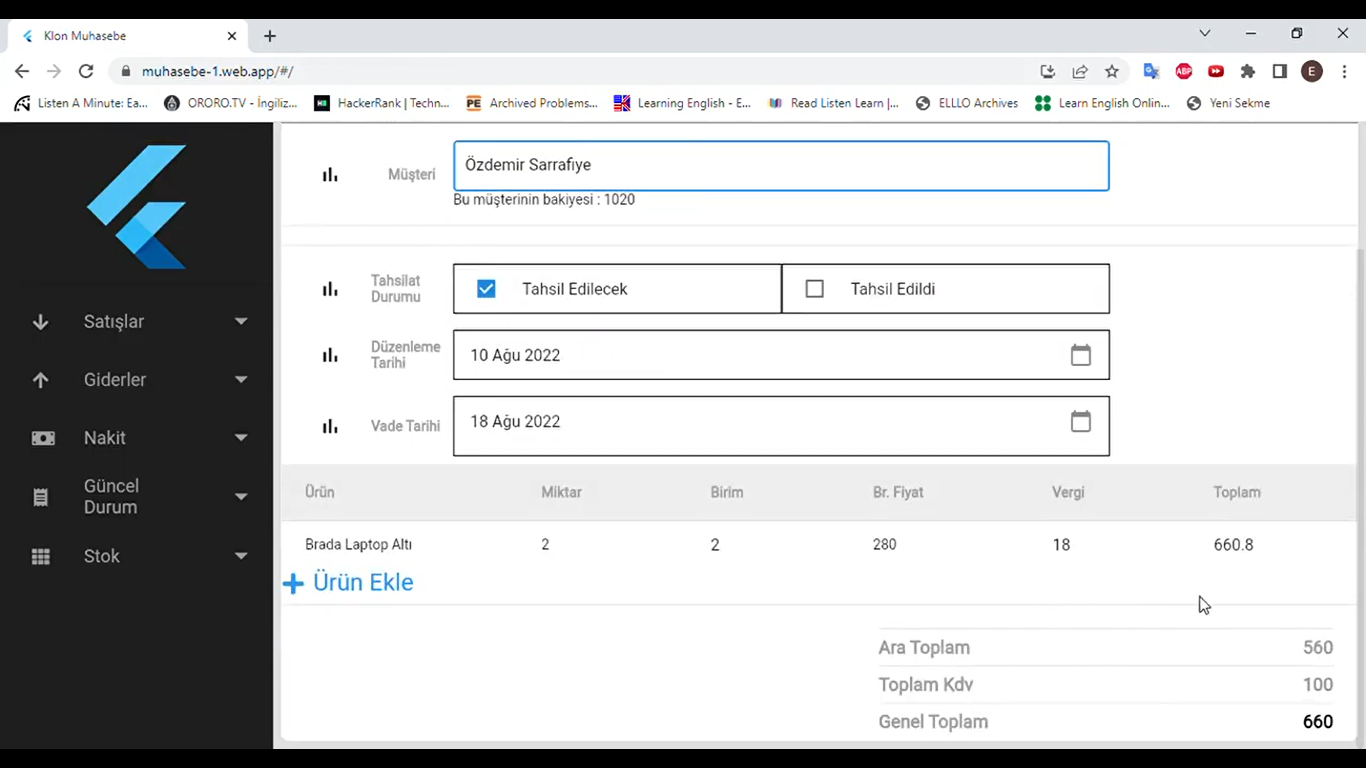 Klon Muhasebe
muhasebe-1.web.app/#/
ABP
E
Listen A Minute: Ea...
ORORO.TV - İngiliz...
HackerRank | Techn...
PE Archived Problems...
Learning English - E...
Read Listen Learn |...
ELLLO Archives
Learn English Onlin...
Yeni Sekme
Müşteri
Özdemir Sarrafiye
Bu müşterinin bakiyesi : 1020
Tahsilat
Durumu
Tahsil Edilecek
Tahsil Edildi
Düzenleme
Tarihi
10 Ağu 2022
Vade Tarihi
18 Ağu 2022
Satışlar
Giderler
Nakit
Güncel
Durum
Stok
Ürün Miktar Birim Br. Fiyat Vergi Toplam
Brada Laptop Altı 2 2 280 18 660.8
Ürün Ekle
Ara Toplam 560
Toplam Kdv 100
Genel Toplam 660